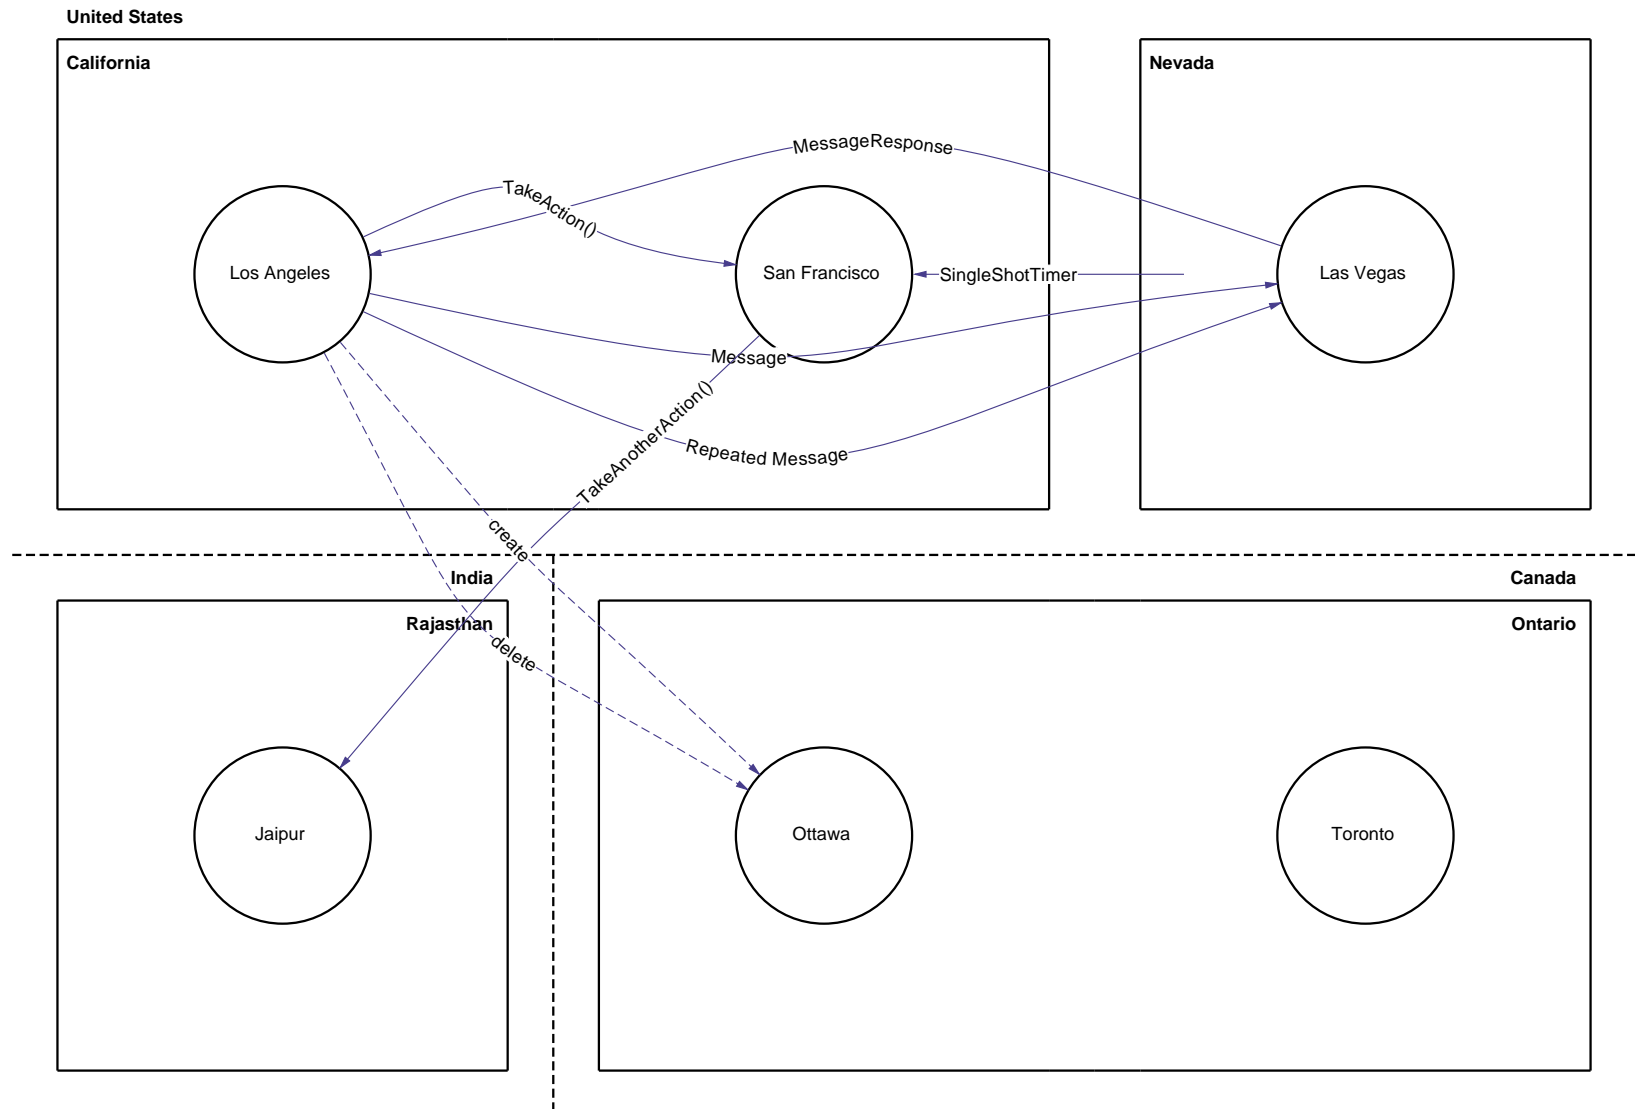 United States
California
Nevada
MessageResponse
TakeAction()
Los Angeles
San Francisco
SingleShotTimer
Las Vegas
Message
TakeAnotherAction()
Repeated Message
create
India
Canada
Rajasthan
Ontario
delete
Jaipur
Ottawa
Toronto